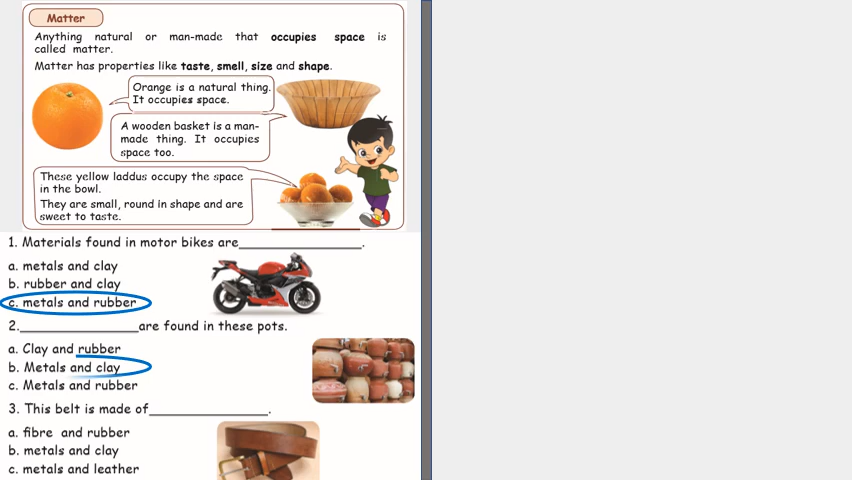 Matter
Anything natural or man-made that occupies space is
called matter.
Matter has properties like taste, smell, size and shape.
Orange is a natural thing.
It occupies space.
A wooden basket is a man-
made thing. It occupies
space too.
These yellow laddus occupy the space
in the bowl.
They are small, round in shape and are
sweet to taste.
1. Materials found in motor bikes are______________.
a. metals and clay
b. rubber and clay
c. metals and rubber
2.______________are found in these pots.
a. Clay and rubber
b. Metals and clay
c. Metals and rubber
3. This belt is made of______________.
a. fibre and rubber
b. metals and clay
c. metals and leather